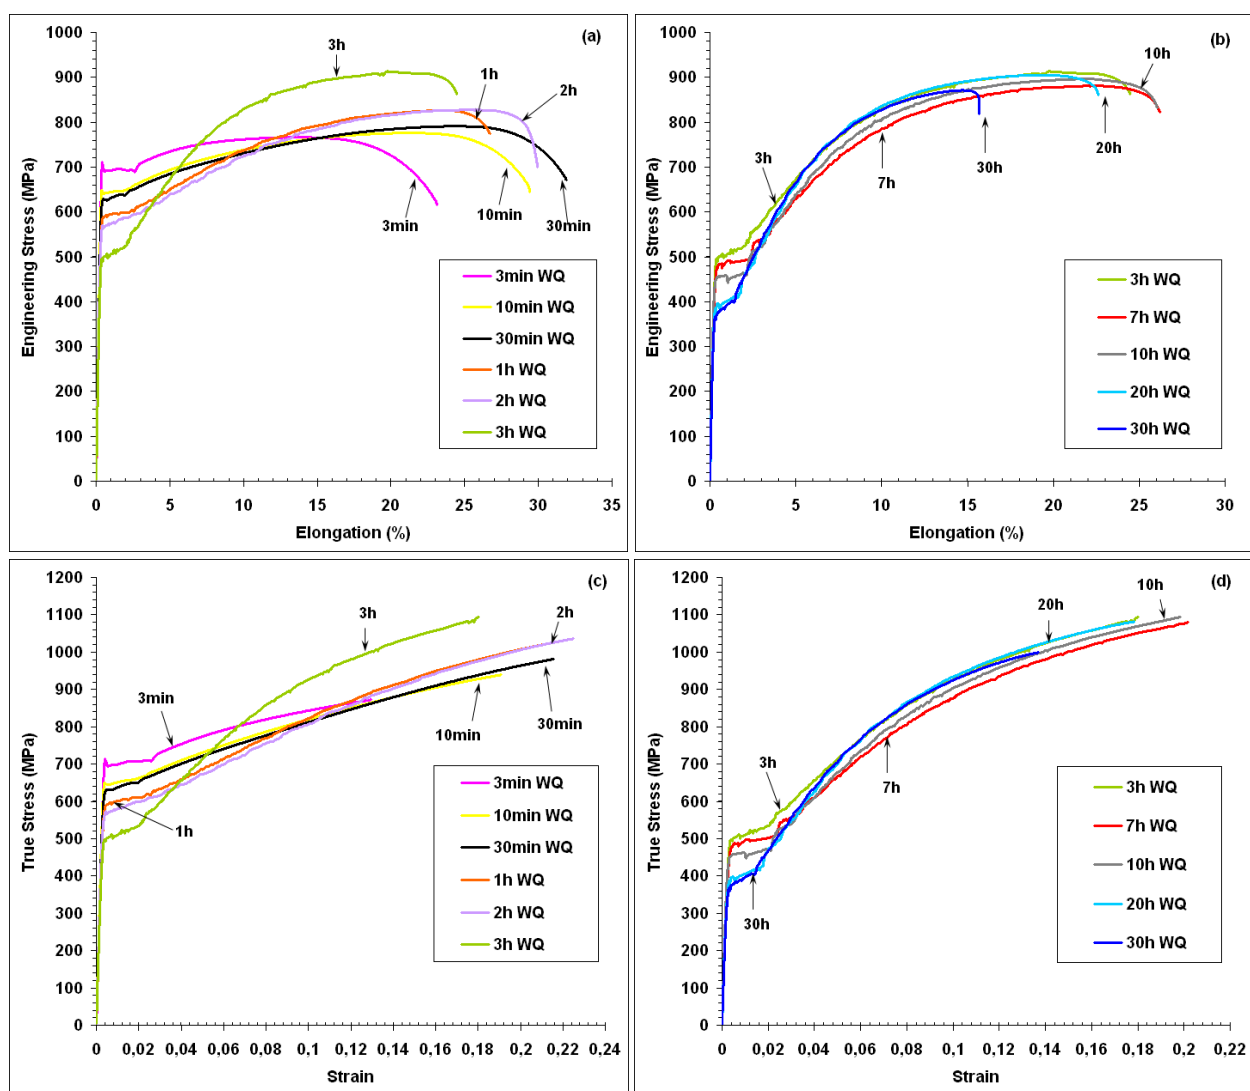 (a)
Engineering Stress (MPa)
1000
900
800
700
600
500
400
300
200
100
0
0 5 10 15 20 25 30 35
Elongation (%)
3h
1h
2h
3min
10min
30min
3min WQ
10min WQ
30min WQ
1h WQ
2h WQ
3h WQ
(b)
Engineering Stress (MPa)
1000
900
800
700
600
500
400
300
200
100
0
0 5 10 15 20 25 30
Elongation (%)
10h
3h
7h
30h
20h
3h WQ
7h WQ
10h WQ
20h WQ
30h WQ
(c)
True Stress (MPa)
1200
1100
1000
900
800
700
600
500
400
300
200
100
0
0 0,02 0,04 0,06 0,08 0,1 0,12 0,14 0,16 0,18 0,2 0,22 0,24
Strain
3h
2h
3min
10min
30min
1h
3min WQ
10min WQ
30min WQ
1h WQ
2h WQ
3h WQ
(d)
True Stress (MPa)
1200
1100
1000
900
800
700
600
500
400
300
200
100
0
0 0,02 0,04 0,06 0,08 0,1 0,12 0,14 0,16 0,18 0,2 0,22
Strain
10h
20h
3h
7h
30h
3h WQ
7h WQ
10h WQ
20h WQ
30h WQ